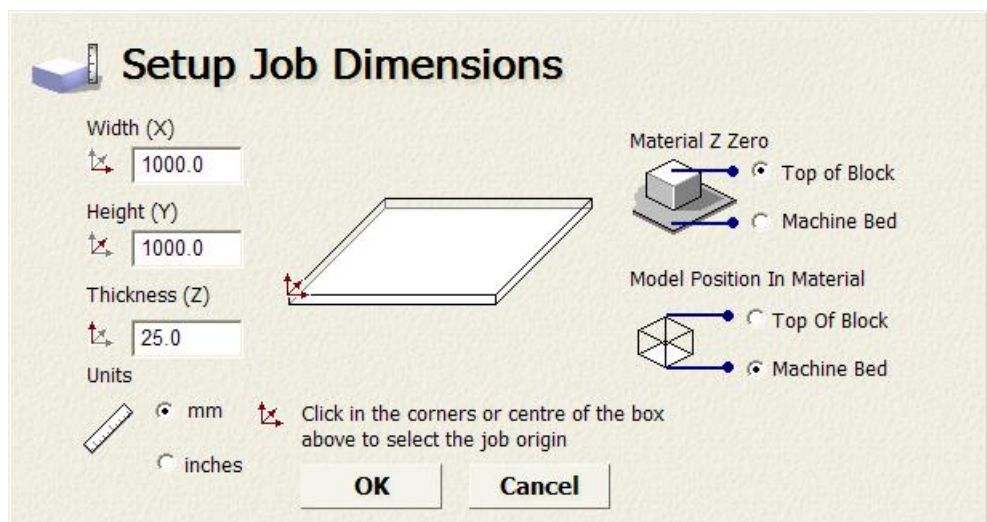 Setup Job Dimensions
Width (X)
1000.0
Height (Y)
1000.0
Thickness (Z)
25.0
Units
mm
inches
Click in the corners or centre of the box
above to select the job origin
OK
Cancel
Material Z Zero
Top of Block
Machine Bed
Model Position In Material
Top Of Block
Machine Bed